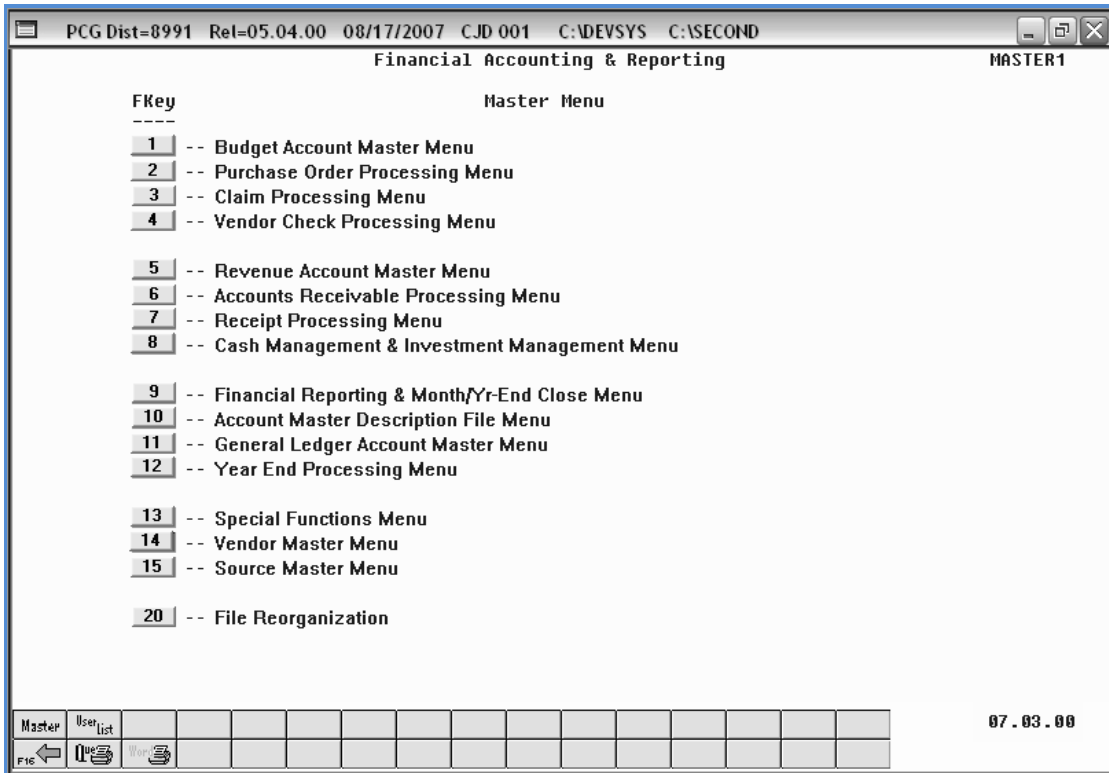 PCG Dist=8991 Rel=05.04.00 08/17/2007 CJD 001 C:\DEVSYS C:\SECOND
Financial Accounting & Reporting MASTER1
FKey Master Menu
----
1 -- Budget Account Master Menu
2 -- Purchase Order Processing Menu
3 -- Claim Processing Menu
4 -- Vendor Check Processing Menu
5 -- Revenue Account Master Menu
6 -- Accounts Receivable Processing Menu
7 -- Receipt Processing Menu
8 -- Cash Management & Investment Management Menu
9 -- Financial Reporting & Month/Yr-End Close Menu
10 -- Account Master Description File Menu
11 -- General Ledger Account Master Menu
12 -- Year End Processing Menu
13 -- Special Functions Menu
14 -- Vendor Master Menu
15 -- Source Master Menu
20 -- File Reorganization
Master User List 07.03.00
F16 Que Word